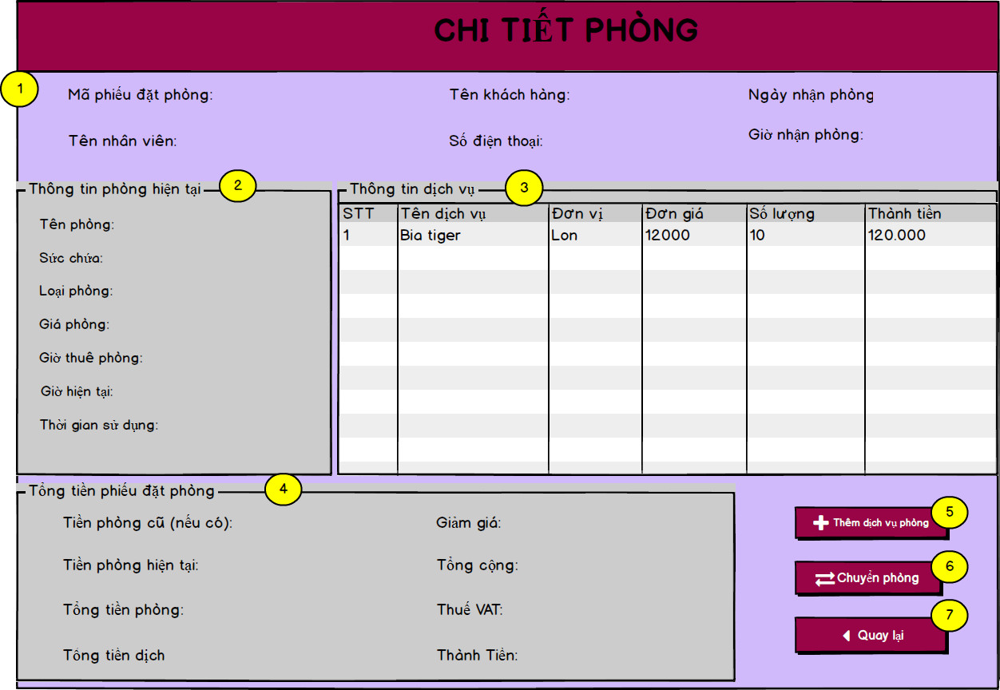 CHI TIẾT PHÒNG
1
Mã phiếu đặt phòng: Tên khách hàng: Ngày nhận phòng
Tên nhân viên: Số điện thoại: Giờ nhận phòng:
Thông tin phòng hiện tại 2
Tên phòng:
Sức chứa:
Loại phòng:
Giá phòng:
Giờ thuê phòng:
Giờ hiện tại:
Thời gian sử dụng:
Thông tin dịch vụ 3
STT Tên dịch vụ Đơn vị Đơn giá Số lượng Thành tiền
1 Bia tiger Lon 12000 10 120.000
Tổng tiền phiếu đặt phòng 4
Tiền phòng cũ (nếu có): Giảm giá:
Tiền phòng hiện tại: Tổng cộng:
Tổng tiền phòng: Thuế VAT:
Tông tiền dịch Thành Tiền:
Thêm dịch vụ phòng 5
Chuyển phòng 6
Quay lại 7